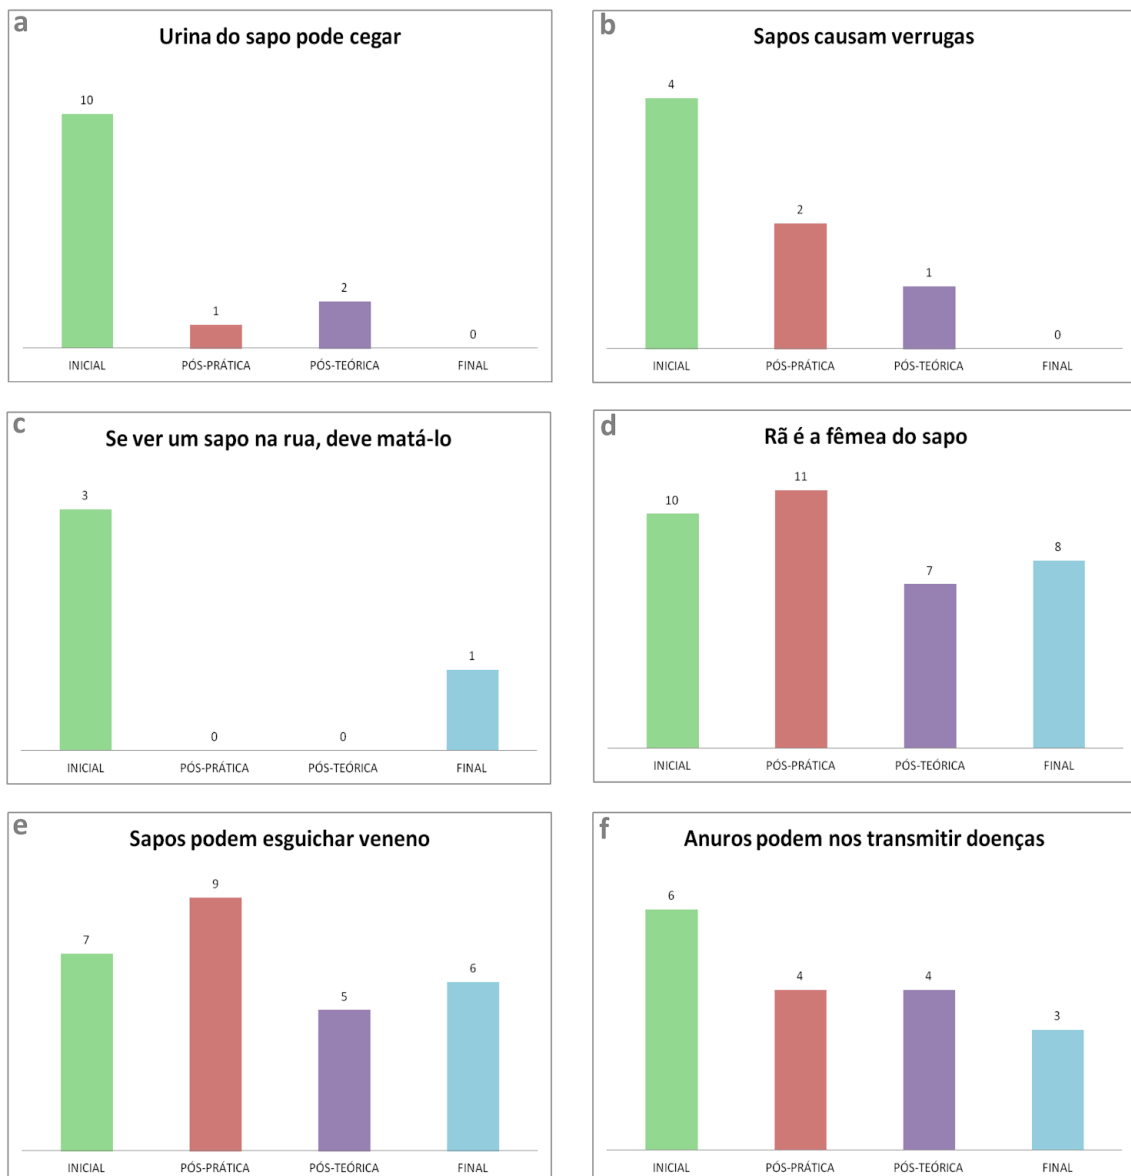 a
Urina do sapo pode cegar
10
1
2
0
INICIAL PÓS-PRÁTICA PÓS-TEÓRICA FINAL
b
Sapos causam verrugas
4
2
1
0
INICIAL PÓS-PRÁTICA PÓS-TEÓRICA FINAL
c
Se ver um sapo na rua, deve matá-lo
3
0
0
1
INICIAL PÓS-PRÁTICA PÓS-TEÓRICA FINAL
d
Rã é a fêmea do sapo
10
11
7
8
INICIAL PÓS-PRÁTICA PÓS-TEÓRICA FINAL
e
Sapos podem esguichar veneno
7
9
5
6
INICIAL PÓS-PRÁTICA PÓS-TEÓRICA FINAL
f
Anuros podem nos transmitir doenças
6
4
4
3
INICIAL PÓS-PRÁTICA PÓS-TEÓRICA FINAL